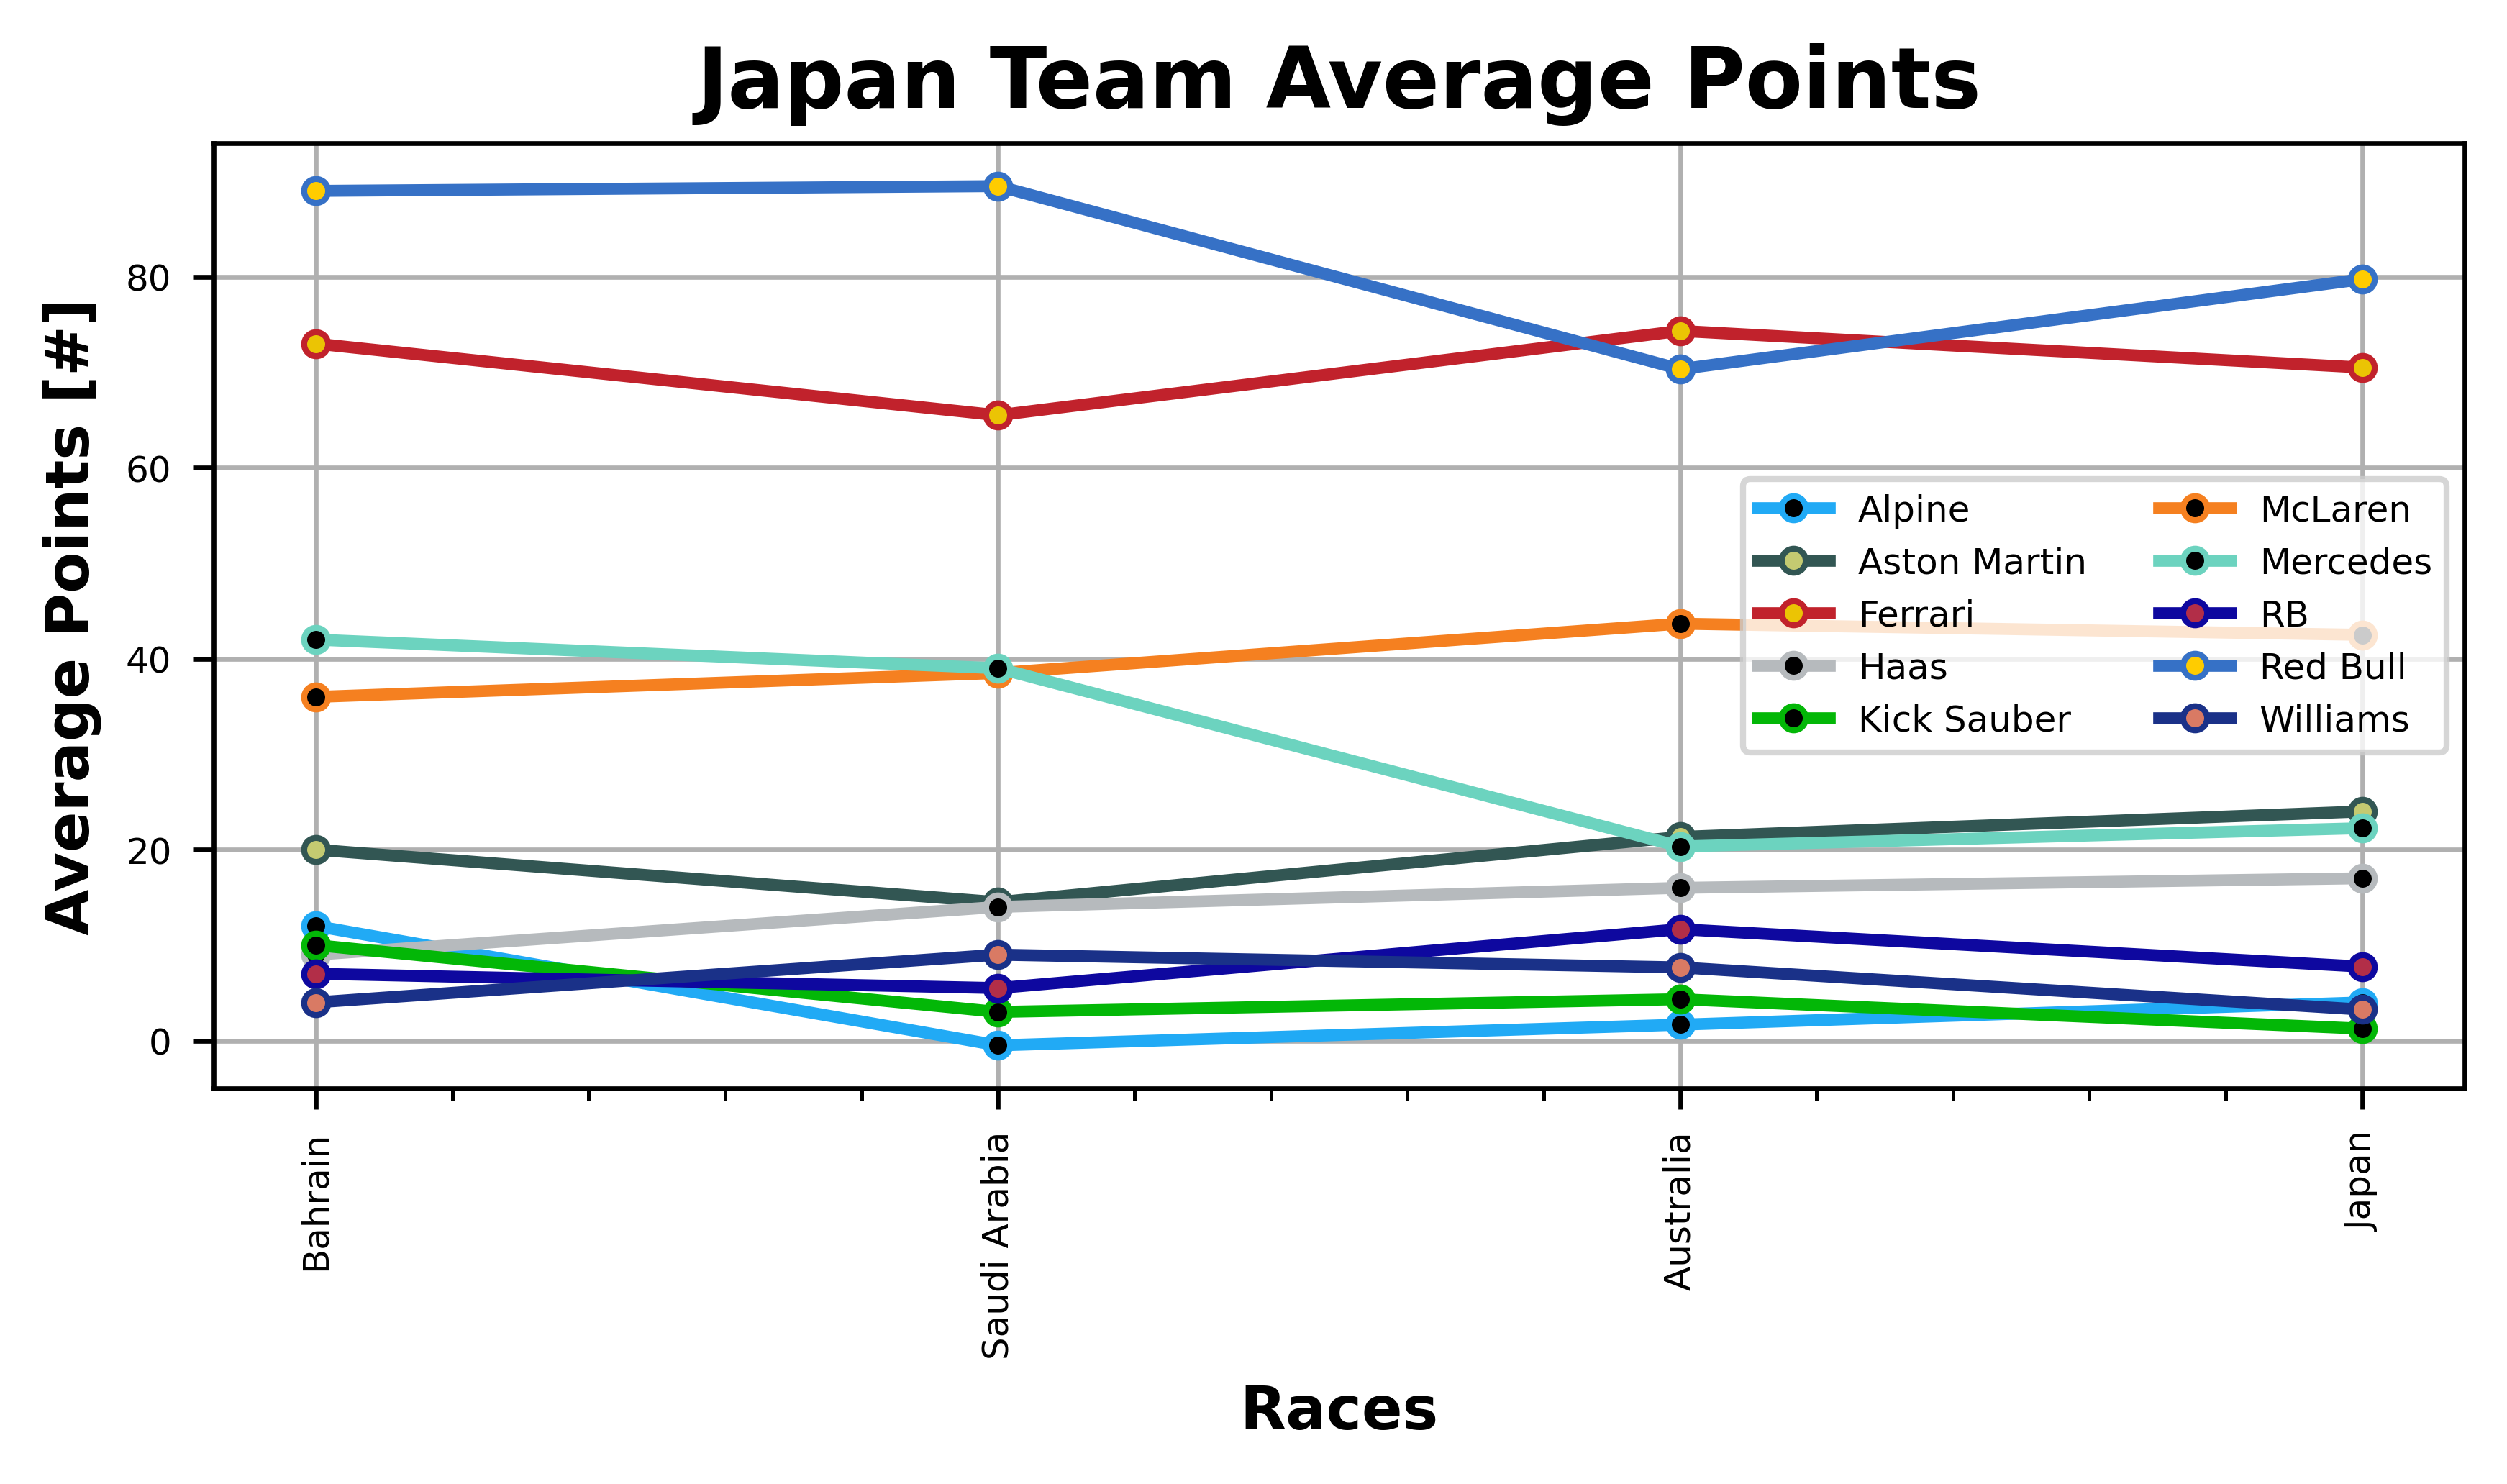 Japan Team Average Points
Average Points [#]
80
60
40
20
0
Alpine
Aston Martin
Ferrari
Haas
Kick Sauber
McLaren
Mercedes
RB
Red Bull
Williams
Bahrain
Saudi Arabia
Australia
Japan
Races